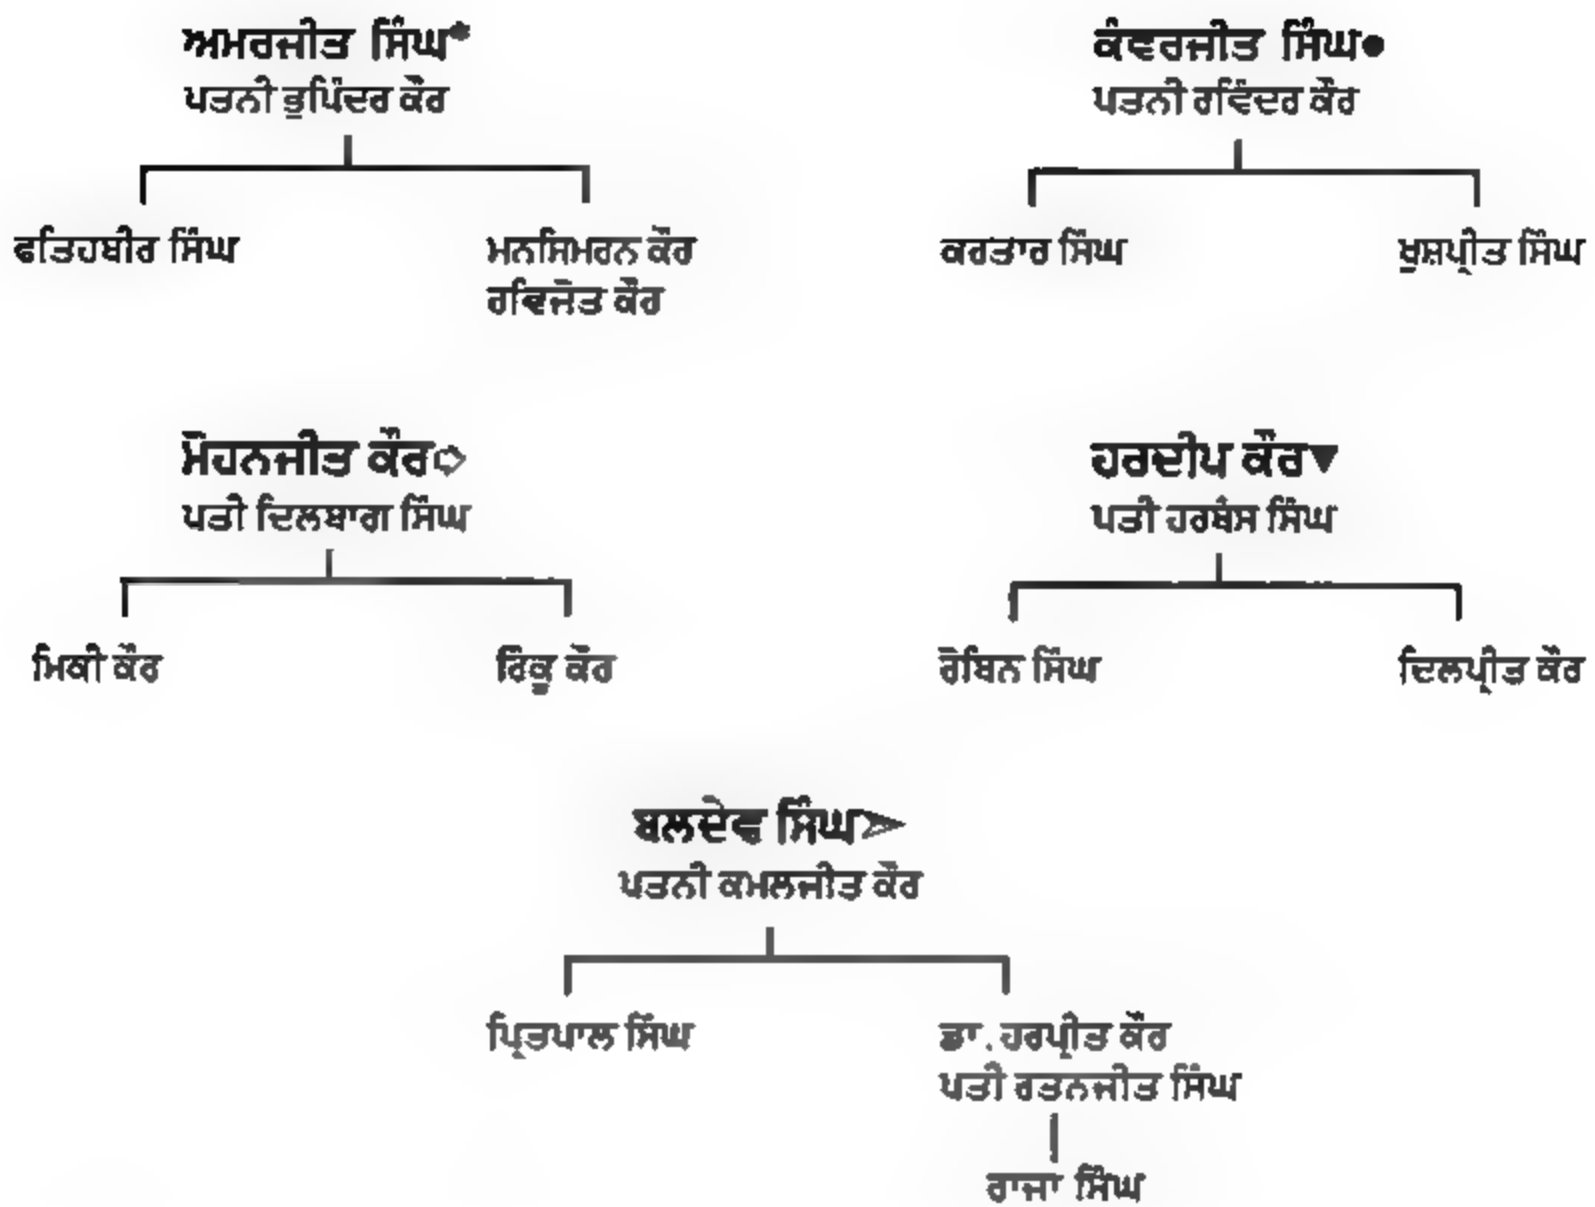 ਅਮਰਜੀਤ ਸਿੰਘ
ਪਤਨੀ ਭੁਪਿੰਦਰ ਕੌਰ
ਫਤਿਹਬੀਰ ਸਿੰਘ
ਮਨਸਿਮਰਨ ਕੌਰ
ਰਵਿਜੋਤ ਕੌਰ
ਕੰਵਰਜੀਤ ਸਿੰਘ
ਪਤਨੀ ਰਵਿੰਦਰ ਕੌਰ
ਕਰਤਾਰ ਸਿੰਘ
ਖੁਸ਼ਪ੍ਰੀਤ ਸਿੰਘ
ਮੋਹਨਜੀਤ ਕੌਰ
ਪਤੀ ਦਿਲਬਾਗ ਸਿੰਘ
ਮਿਕੀ ਕੌਰ
ਰਿੰਕੂ ਕੌਰ
ਹਰਦੀਪ ਕੌਰ
ਪਤੀ ਹਰਬੰਸ ਸਿੰਘ
ਰੋਬਿਨ ਸਿੰਘ
ਦਿਲਪ੍ਰੀਤ ਕੌਰ
ਬਲਦੇਵ ਸਿੰਘ
ਪਤਨੀ ਕਮਲਜੀਤ ਕੌਰ
ਪ੍ਰਿਤਪਾਲ ਸਿੰਘ
ਡਾ. ਹਰਪ੍ਰੀਤ ਕੌਰ
ਪਤੀ ਰਤਨਜੀਤ ਸਿੰਘ
ਰਾਜਾ ਸਿੰਘ